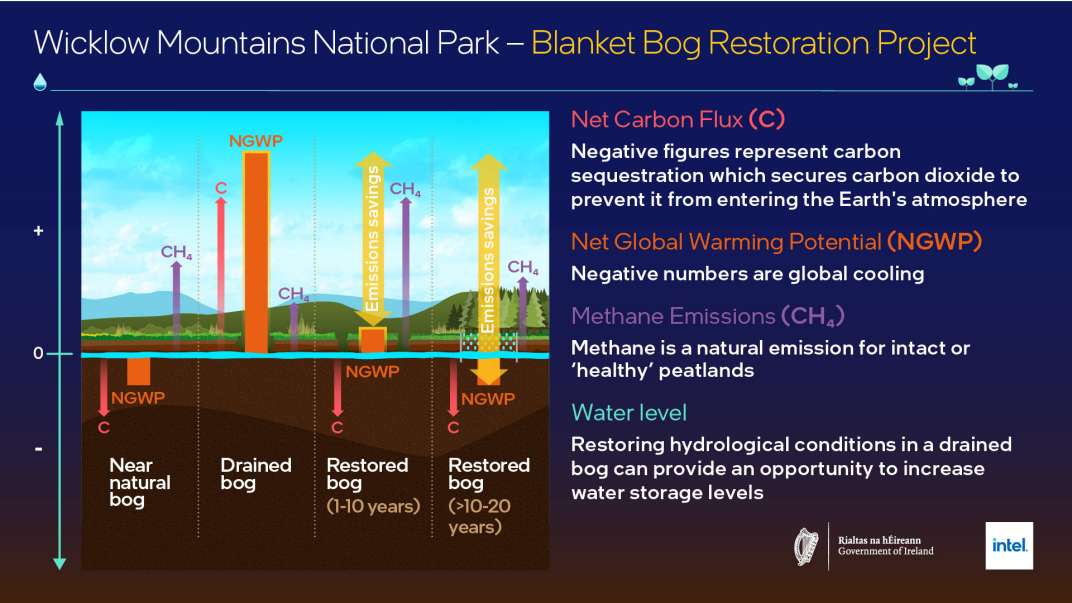 Wicklow Mountains National Park – Blanket Bog Restoration Project
+
0
-
CH₄
C
NGWP
Near
natural
bog
NGWP
C
CH₄
Drained
bog
Emissions savings
CH₄
NGWP
C
Restored
bog
(1-10 years)
Emissions savings
CH₄
NGWP
C
Restored
bog
(>10-20
years)
Net Carbon Flux (C)
Negative figures represent carbon
sequestration which secures carbon dioxide to
prevent it from entering the Earth's atmosphere
Net Global Warming Potential (NGWP)
Negative numbers are global cooling
Methane Emissions (CH₄)
Methane is a natural emission for intact or
‘healthy’ peatlands
Water level
Restoring hydrological conditions in a drained
bog can provide an opportunity to increase
water storage levels
Rialtas na hÉireann
Government of Ireland
intel.